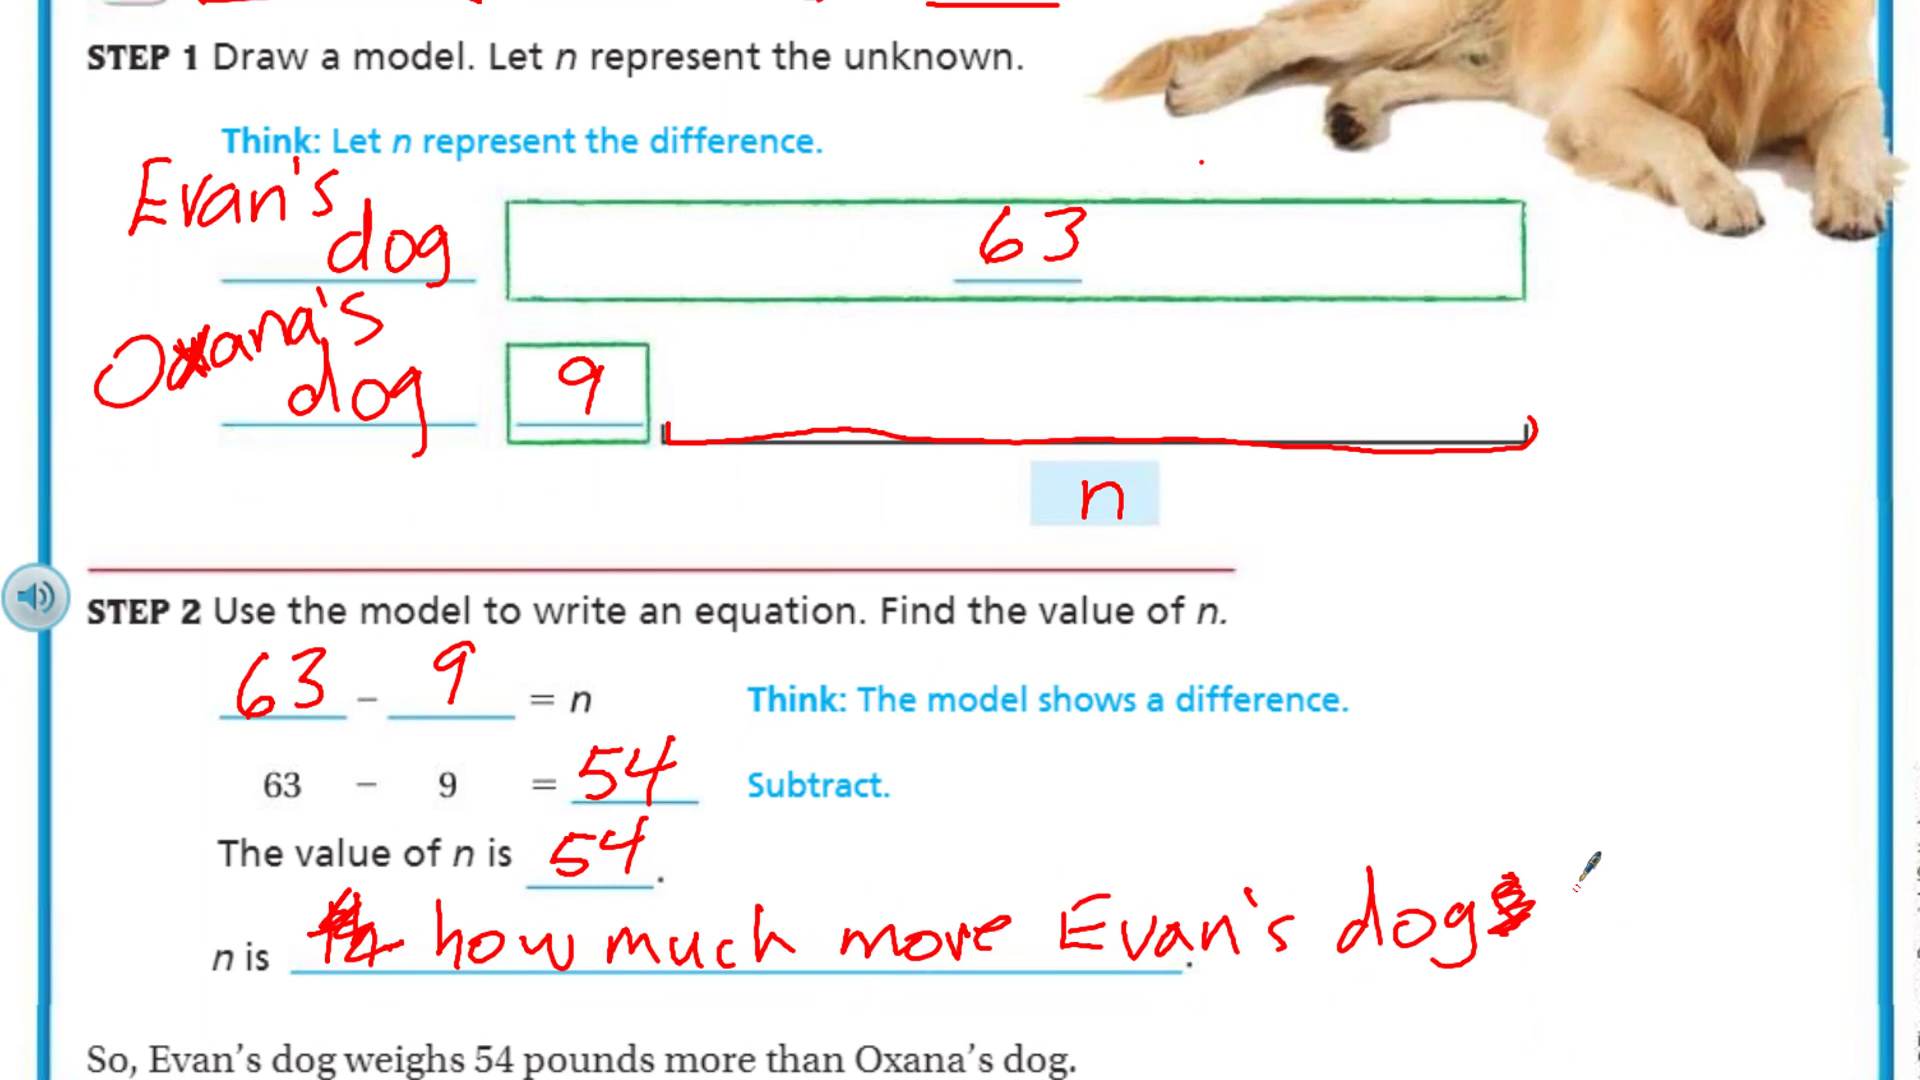 STEP 1 Draw a model. Let n represent the unknown.
Think: Let n represent the difference.
Evan's
dog
63
Oxana's
dog
9
n
STEP 2 Use the model to write an equation. Find the value of n.
63 − 9 = n Think: The model shows a difference.
63 − 9 = 54 Subtract.
The value of n is 54.
n is how much more Evan's dog.
So, Evan’s dog weighs 54 pounds more than Oxana’s dog.